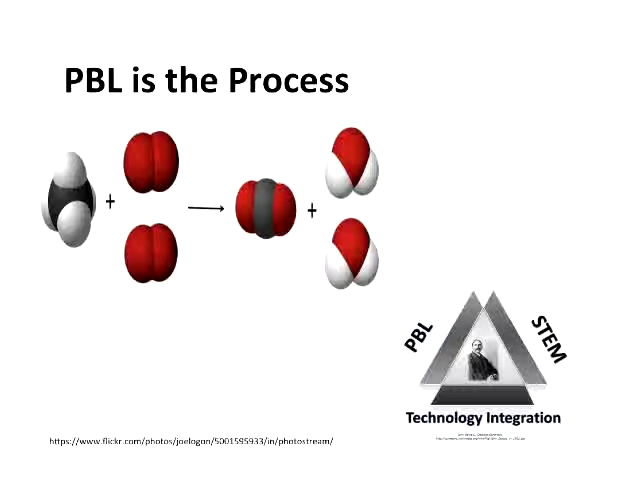 PBL is the Process
+
+
PBL
STEM
Technology Integration
https://www.flickr.com/photos/joelogon/5001595933/in/photostream/